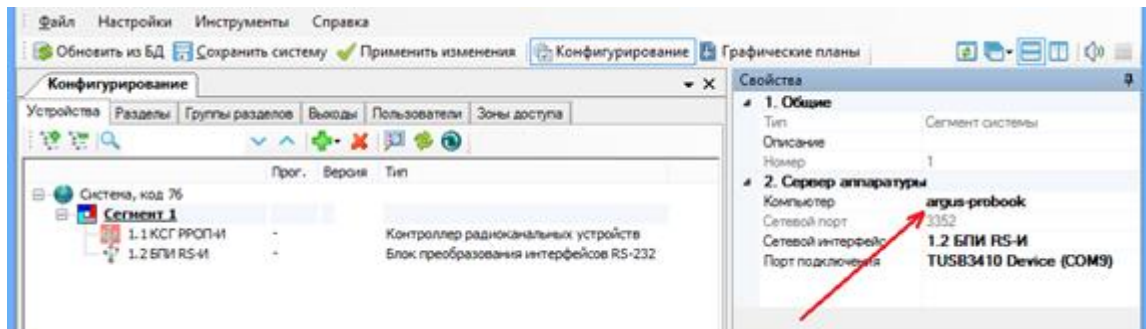 Файл Настройки Инструменты Справка
Обновить из БД Сохранить систему Применить изменения Конфигурирование Графические планы
Конфигурирование
Устройства Разделы Группы разделов Выходы Пользователи Зоны доступа
Прог. Версия Тип
Система, код 76
Сегмент 1
1.1 КСГ РРОП-И - Контроллер радиоканальных устройств
1.2 БПИ RS-И - Блок преобразования интерфейсов RS-232
Свойства
1. Общие
Тип Сегмент системы
Описание
Номер 1
2. Сервер аппаратуры
Компьютер argus-probook
Сетевой порт 3352
Сетевой интерфейс 1.2 БПИ RS-И
Порт подключения TUSB3410 Device (COM9)